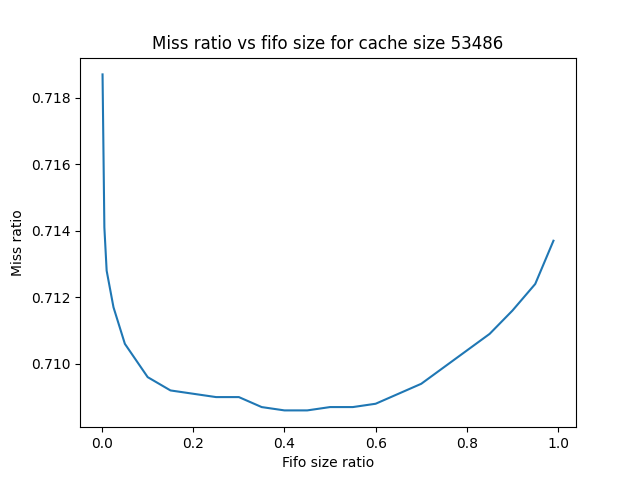 Miss ratio vs fifo size for cache size 53486
0.718
0.716
0.714
0.712
0.710
Miss ratio
0.0 0.2 0.4 0.6 0.8 1.0
Fifo size ratio